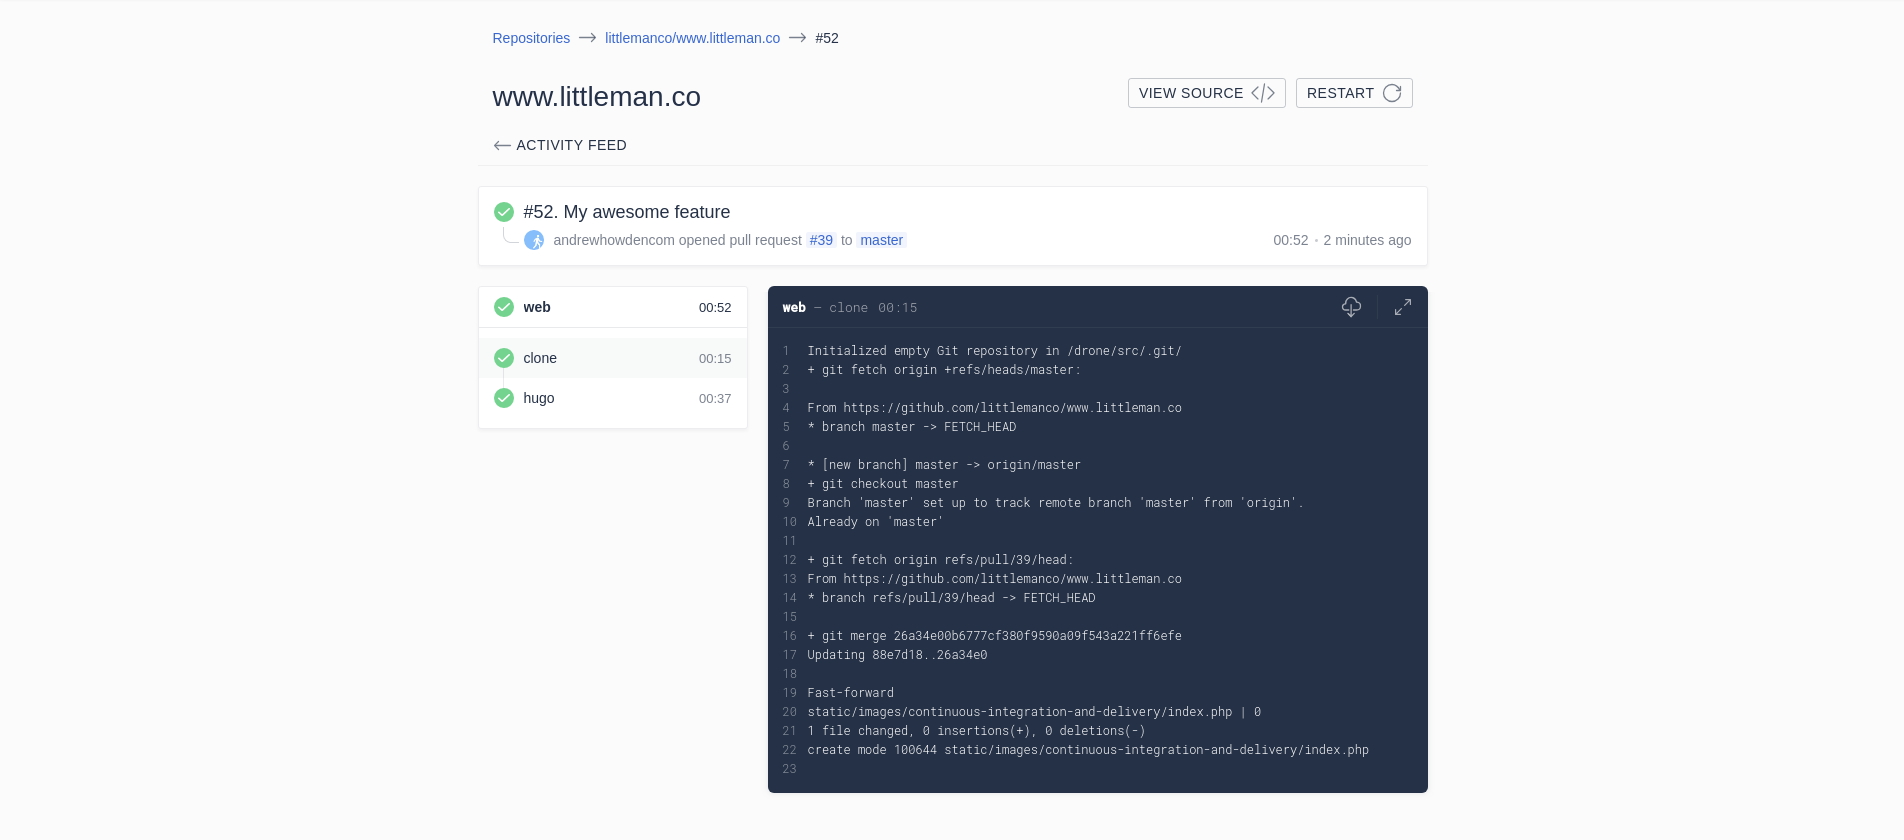 Repositories littlemanco/www.littleman.co #52
www.littleman.co
VIEW SOURCE
RESTART
ACTIVITY FEED
#52. My awesome feature
andrewhowdencom opened pull request #39 to master
00:52 • 2 minutes ago
web 00:52
clone 00:15
hugo 00:37
web — clone 00:15
1 Initialized empty Git repository in /drone/src/.git/
2 + git fetch origin +refs/heads/master:
3
4 From https://github.com/littlemanco/www.littleman.co
5 * branch master -> FETCH_HEAD
6
7 * [new branch] master -> origin/master
8 + git checkout master
9 Branch 'master' set up to track remote branch 'master' from 'origin'.
10 Already on 'master'
11
12 + git fetch origin refs/pull/39/head:
13 From https://github.com/littlemanco/www.littleman.co
14 * branch refs/pull/39/head -> FETCH_HEAD
15
16 + git merge 26a34e00b6777cf380f9590a09f543a221ff6efe
17 Updating 88e7d18..26a34e0
18
19 Fast-forward
20 static/images/continuous-integration-and-delivery/index.php | 0
21 1 file changed, 0 insertions(+), 0 deletions(-)
22 create mode 100644 static/images/continuous-integration-and-delivery/index.php
23